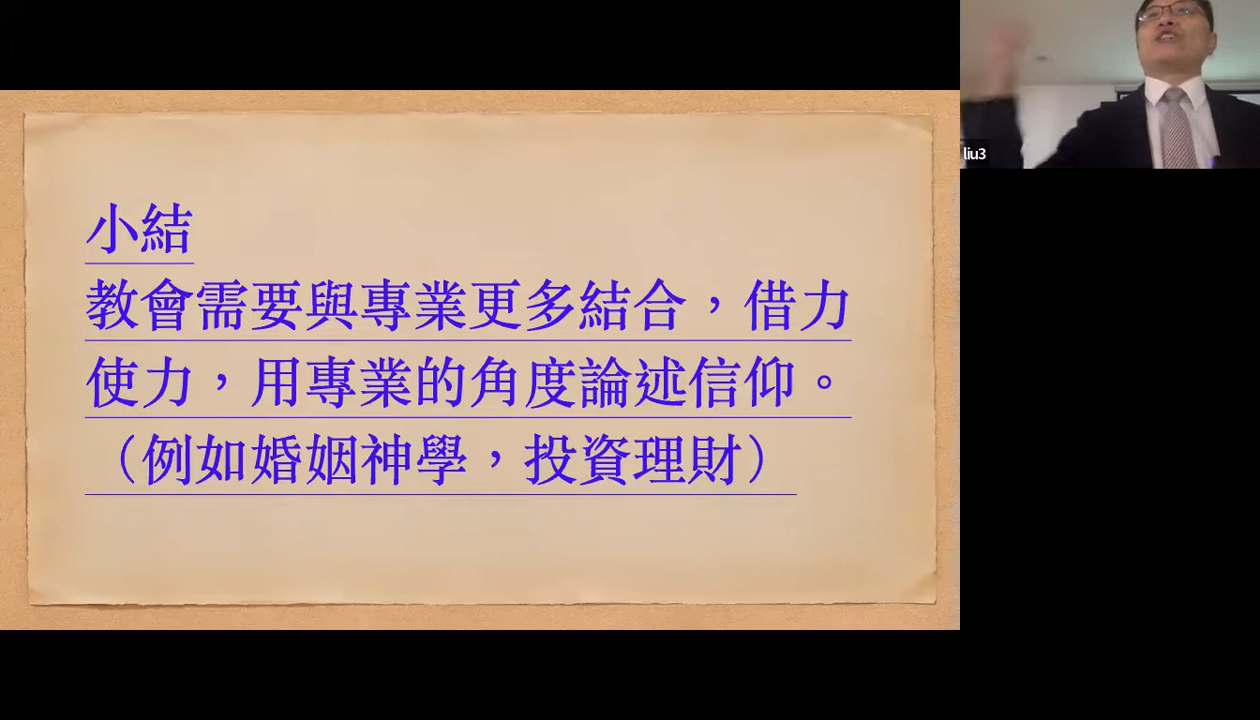 小結
教會需要與專業更多結合，借力
使力，用專業的角度論述信仰。
（例如婚姻神學，投資理財）
liu3